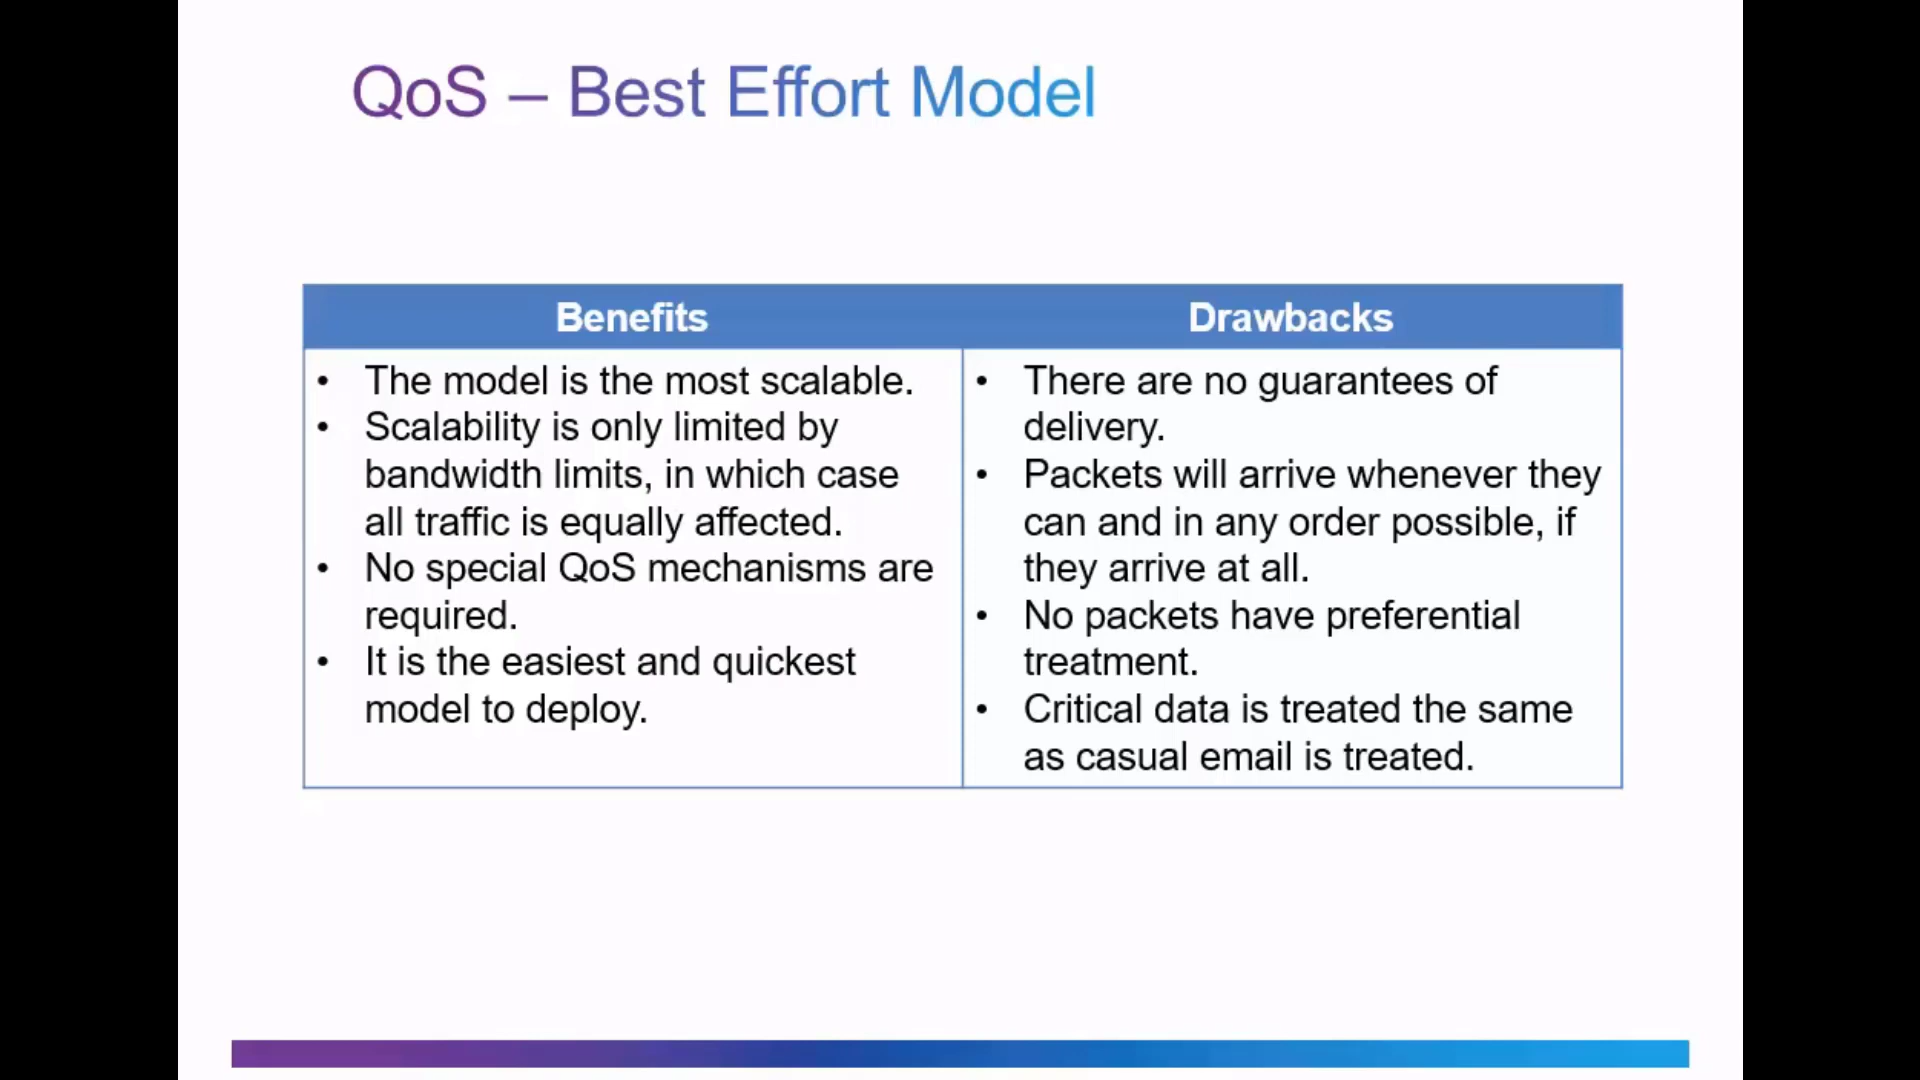 QoS – Best Effort Model
Benefits
• The model is the most scalable.
• Scalability is only limited by
bandwidth limits, in which case
all traffic is equally affected.
• No special QoS mechanisms are
required.
• It is the easiest and quickest
model to deploy.
Drawbacks
• There are no guarantees of
delivery.
• Packets will arrive whenever they
can and in any order possible, if
they arrive at all.
• No packets have preferential
treatment.
• Critical data is treated the same
as casual email is treated.